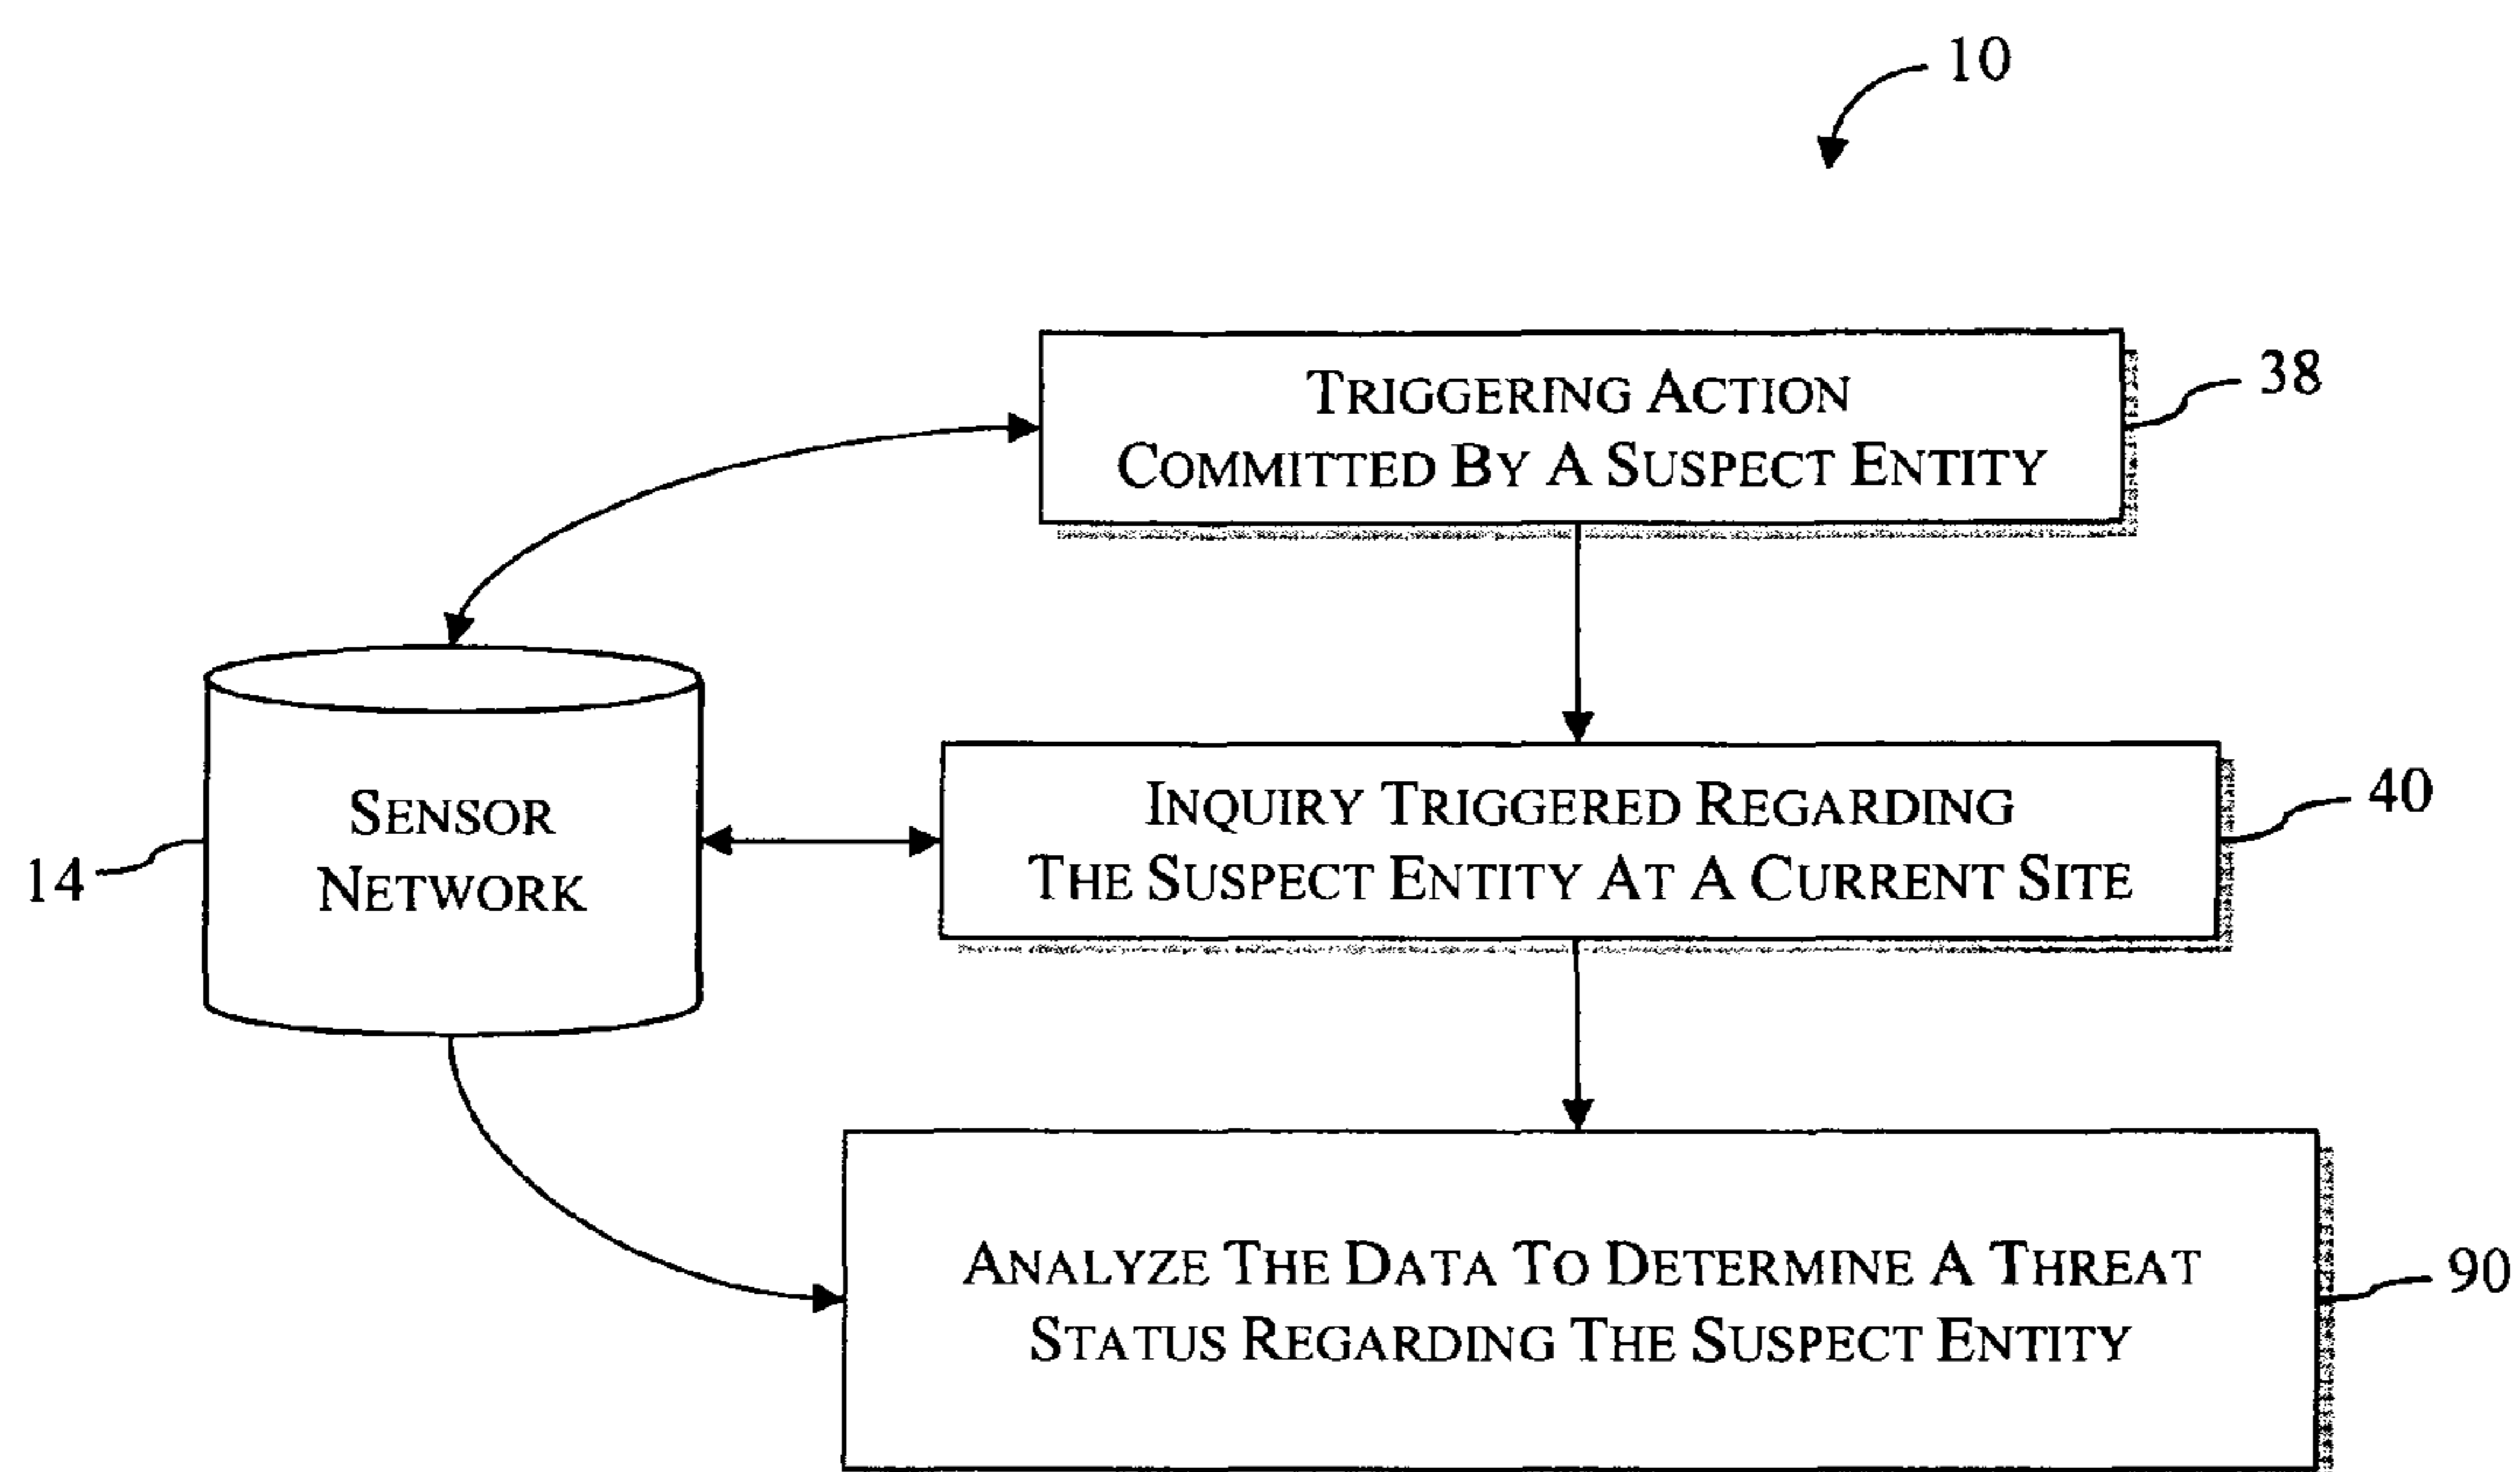 10
TRIGGERING ACTION
COMMITTED BY A SUSPECT ENTITY
38
SENSOR
NETWORK
14
INQUIRY TRIGGERED REGARDING
THE SUSPECT ENTITY AT A CURRENT SITE
40
ANALYZE THE DATA TO DETERMINE A THREAT
STATUS REGARDING THE SUSPECT ENTITY
90